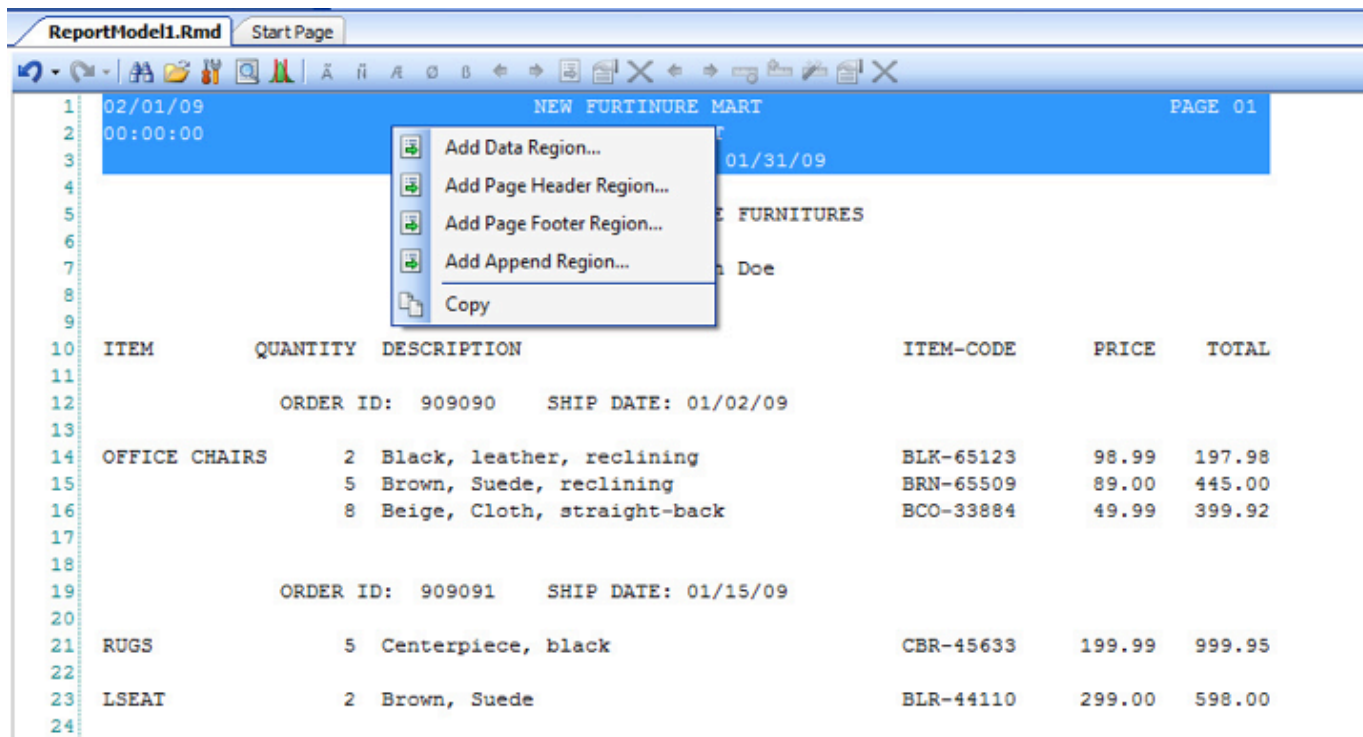 ReportModel1.Rmd Start Page
Ã ñ Æ Ø ß
1 02/01/09 NEW FURTINURE MART PAGE 01
2 00:00:00
Add Data Region...
3 01/31/09
4
Add Page Header Region...
5 FURNITURES
Add Page Footer Region...
6
7 Doe
Add Append Region...
8
Copy
9
10 ITEM QUANTITY DESCRIPTION ITEM-CODE PRICE TOTAL
11
12 ORDER ID: 909090 SHIP DATE: 01/02/09
13
14 OFFICE CHAIRS 2 Black, leather, reclining BLK-65123 98.99 197.98
15 5 Brown, Suede, reclining BRN-65509 89.00 445.00
16 8 Beige, Cloth, straight-back BCO-33884 49.99 399.92
17
18
19 ORDER ID: 909091 SHIP DATE: 01/15/09
20
21 RUGS 5 Centerpiece, black CBR-45633 199.99 999.95
22
23 LSEAT 2 Brown, Suede BLR-44110 299.00 598.00
24